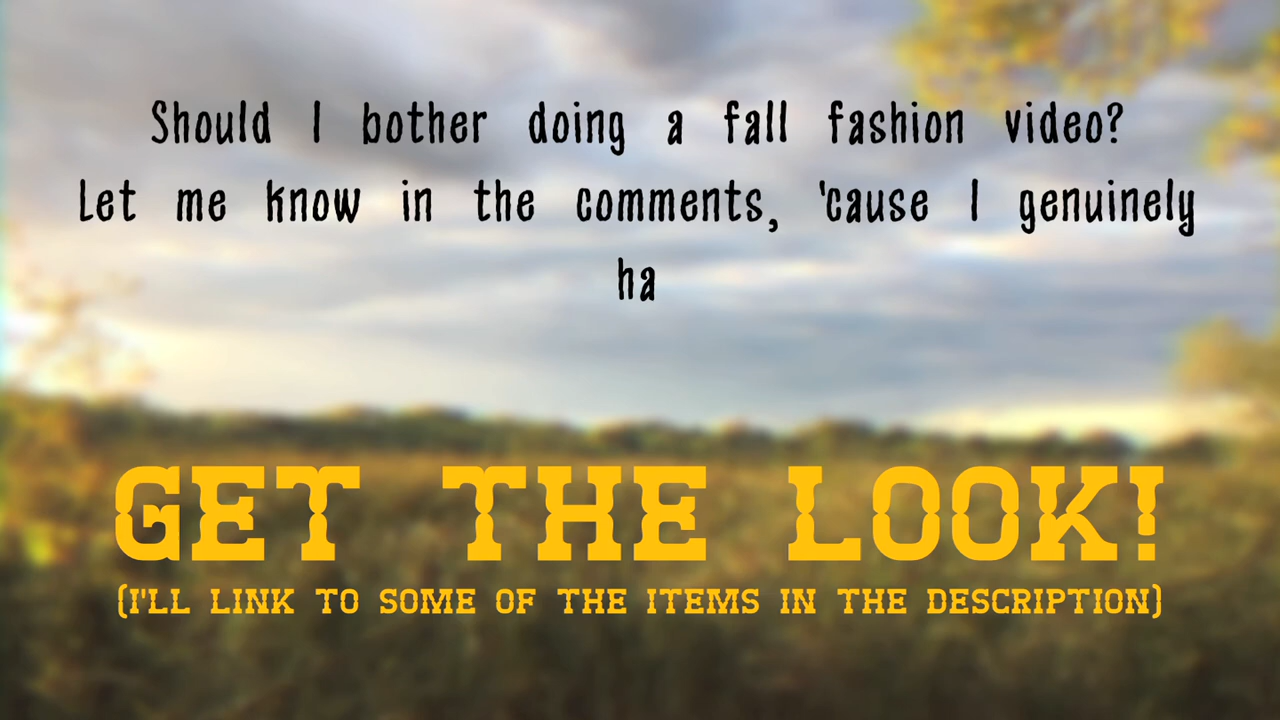 Should I bother doing a fall fashion video?
Let me know in the comments, 'cause I genuinely
ha
GET THE LOOK!
(I'LL LINK TO SOME OF THE ITEMS IN THE DESCRIPTION)